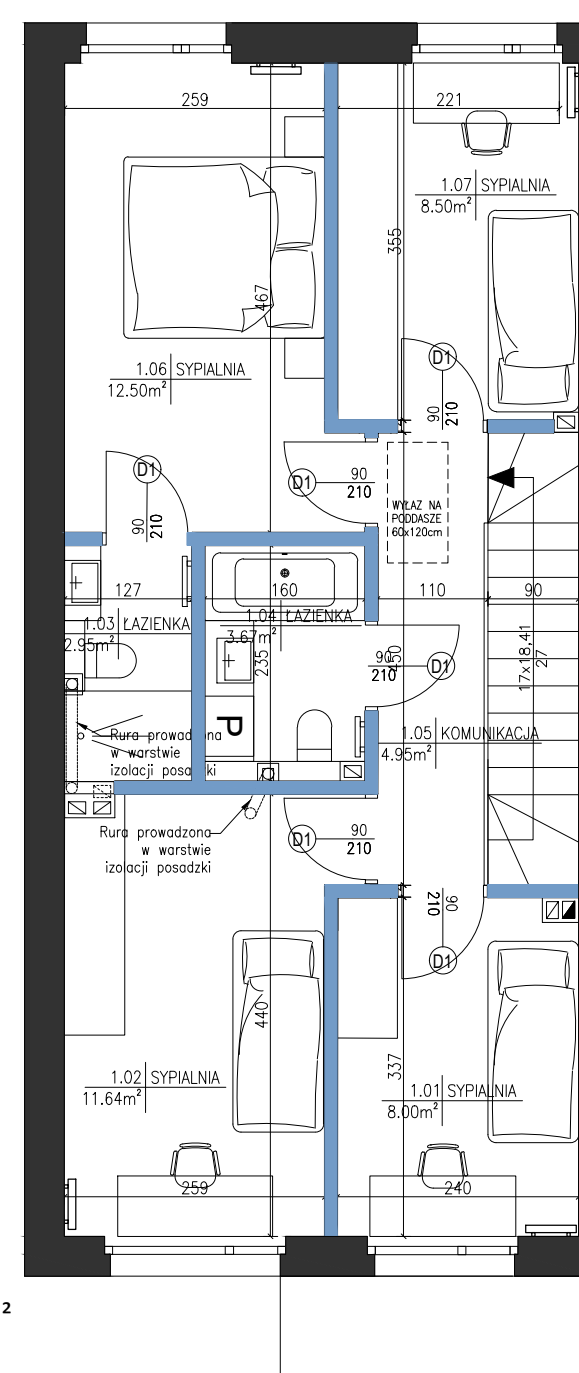 259
221
1.07 SYPIALNIA
8.50m²
355
467
1.06 SYPIALNIA
12.50m²
D1
90
210
D1
90
210
D1
90
210
WYŁAZ NA
PODDASZE
60x120cm
127
160
110
90
1.03 ŁAZIENKA
2.95m²
1.04 ŁAZIENKA
3.67m²
235
90
210
450
D1
17x18,41
27
P
1.05 KOMUNIKACJA
4.95m²
Rura prowadzona
w warstwie
izolacji posadzki
Rura prowadzona
w warstwie
izolacji posadzki
D1
90
210
90
210
D1
440
337
1.02 SYPIALNIA
11.64m²
1.01 SYPIALNIA
8.00m²
259
240
2